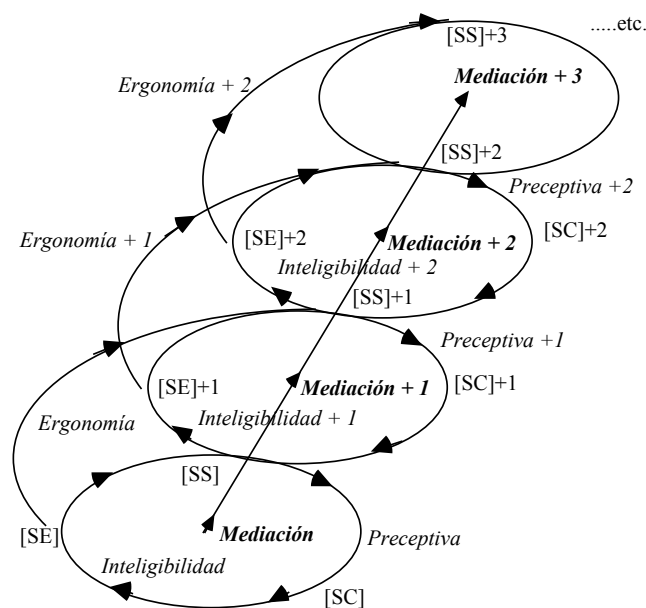 .....etc.
[SS]+3
Mediación + 3
Ergonomía + 2
[SS]+2
Preceptiva +2
[SE]+2
Mediación + 2
[SC]+2
Ergonomía + 1
Inteligibilidad + 2
[SS]+1
Preceptiva +1
[SE]+1
Mediación + 1
[SC]+1
Ergonomía
Inteligibilidad + 1
[SS]
[SE]
Mediación
Preceptiva
Inteligibilidad
[SC]